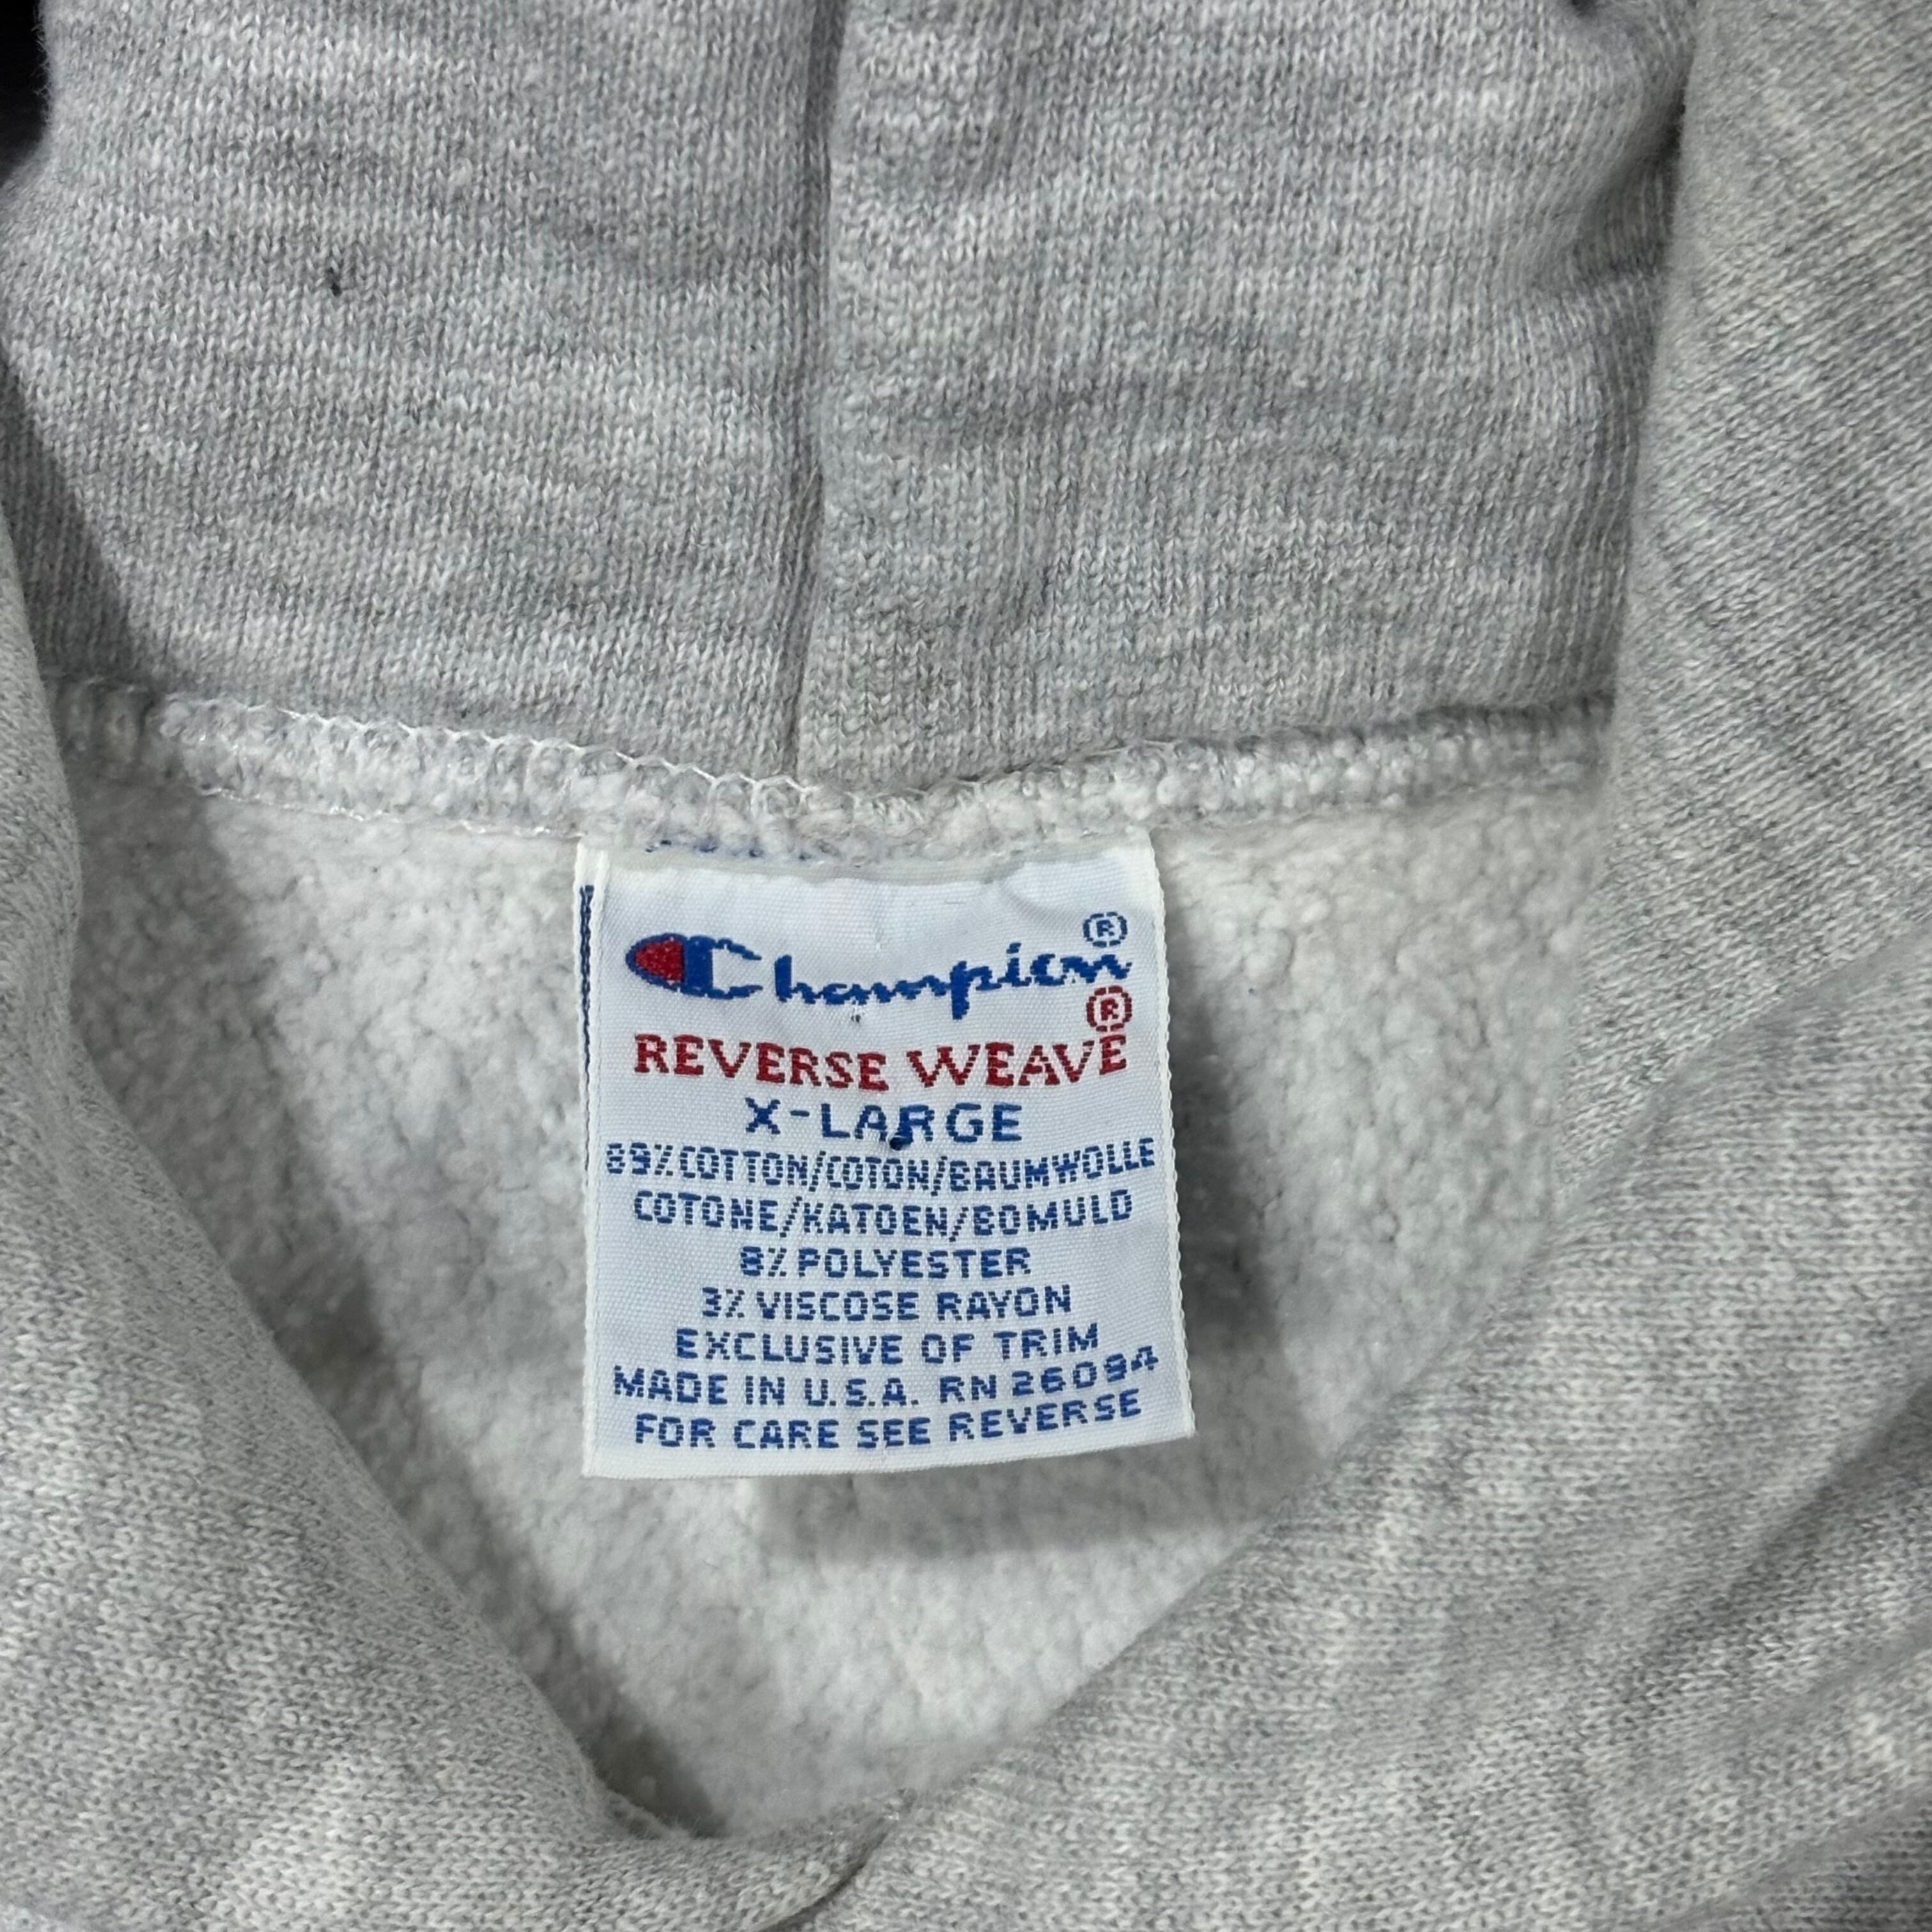 Champion®
REVERSE WEAVE®
X-LARGE
89% COTTON/COTON/BAUMWOLLE
COTONE/KATOEN/BOMULD
8% POLYESTER
3% VISCOSE RAYON
EXCLUSIVE OF TRIM
MADE IN U.S.A. RN 26094
FOR CARE SEE REVERSE